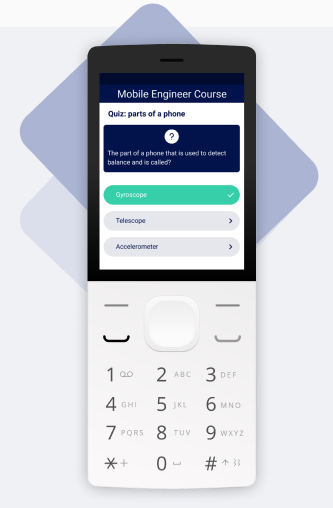 Mobile Engineer Course
Quiz: parts of a phone
?
The part of a phone that is used to detect
balance and is called?
Gyroscope
Telescope
Accelerometer
1
2 ABC
3 DEF
4 GHI
5 JKL
6 MNO
7 PQRS
8 TUV
9 WXYZ
* +
0
#